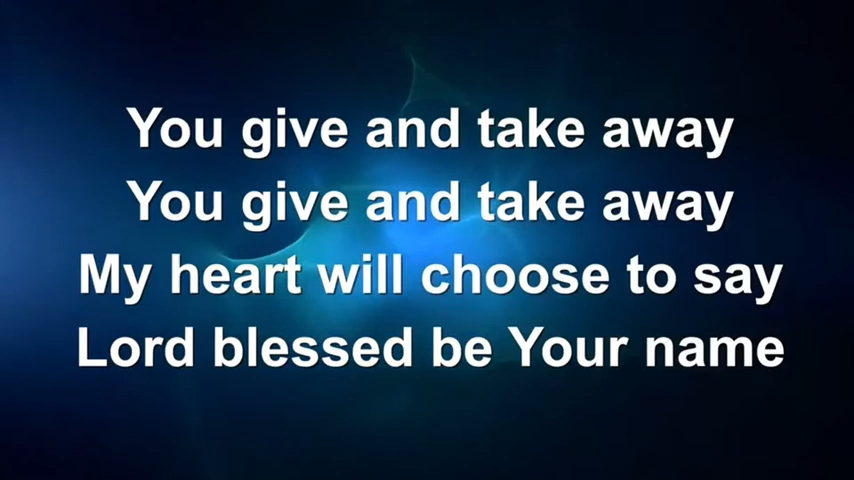 You give and take away
You give and take away
My heart will choose to say
Lord blessed be Your name